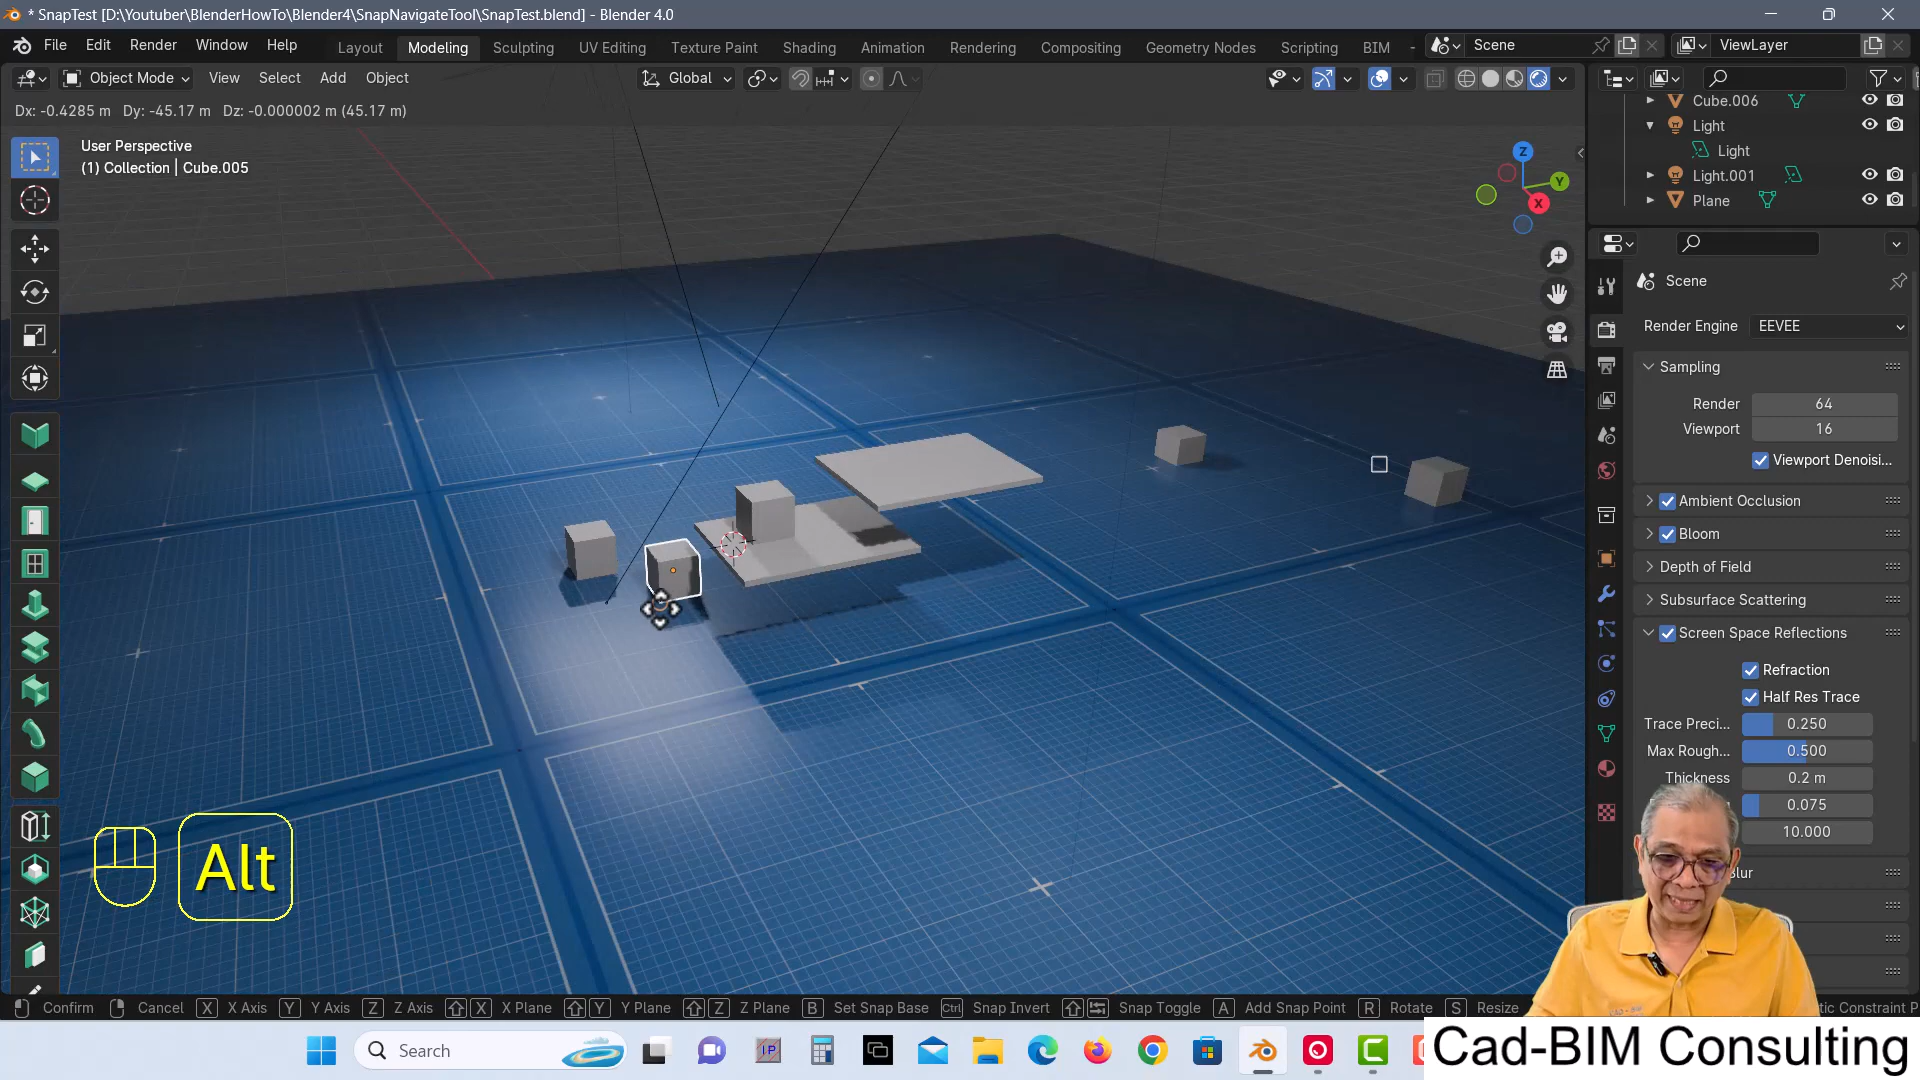 * SnapTest [D:\Youtuber\BlenderHowTo\Blender4\SnapNavigateTool\SnapTest.blend] - Blender 4.0
File Edit Render Window Help Layout Modeling Sculpting UV Editing Texture Paint Shading Animation Rendering Compositing Geometry Nodes Scripting BIM Scene ViewLayer
Object Mode View Select Add Object Global
Dx: -0.4285 m Dy: -45.17 m Dz: -0.000002 m (45.17 m)
User Perspective
(1) Collection | Cube.005
Z
Y
X
Cube.006
Light
Light
Light.001
Plane
Scene
Render Engine EEVEE
Sampling
Render 64
Viewport 16
Viewport Denoisi...
Ambient Occlusion
Bloom
Depth of Field
Subsurface Scattering
Screen Space Reflections
Refraction
Half Res Trace
Trace Preci... 0.250
Max Rough... 0.500
Thickness 0.2 m
0.075
10.000
Blur
Alt
Confirm Cancel X X Axis Y Y Axis Z Z Axis X X Plane Y Y Plane Z Z Plane B Set Snap Base Ctrl Snap Invert Snap Toggle A Add Snap Point R Rotate S Resize tic Constraint P
Search
IP
Cad-BIM Consulting